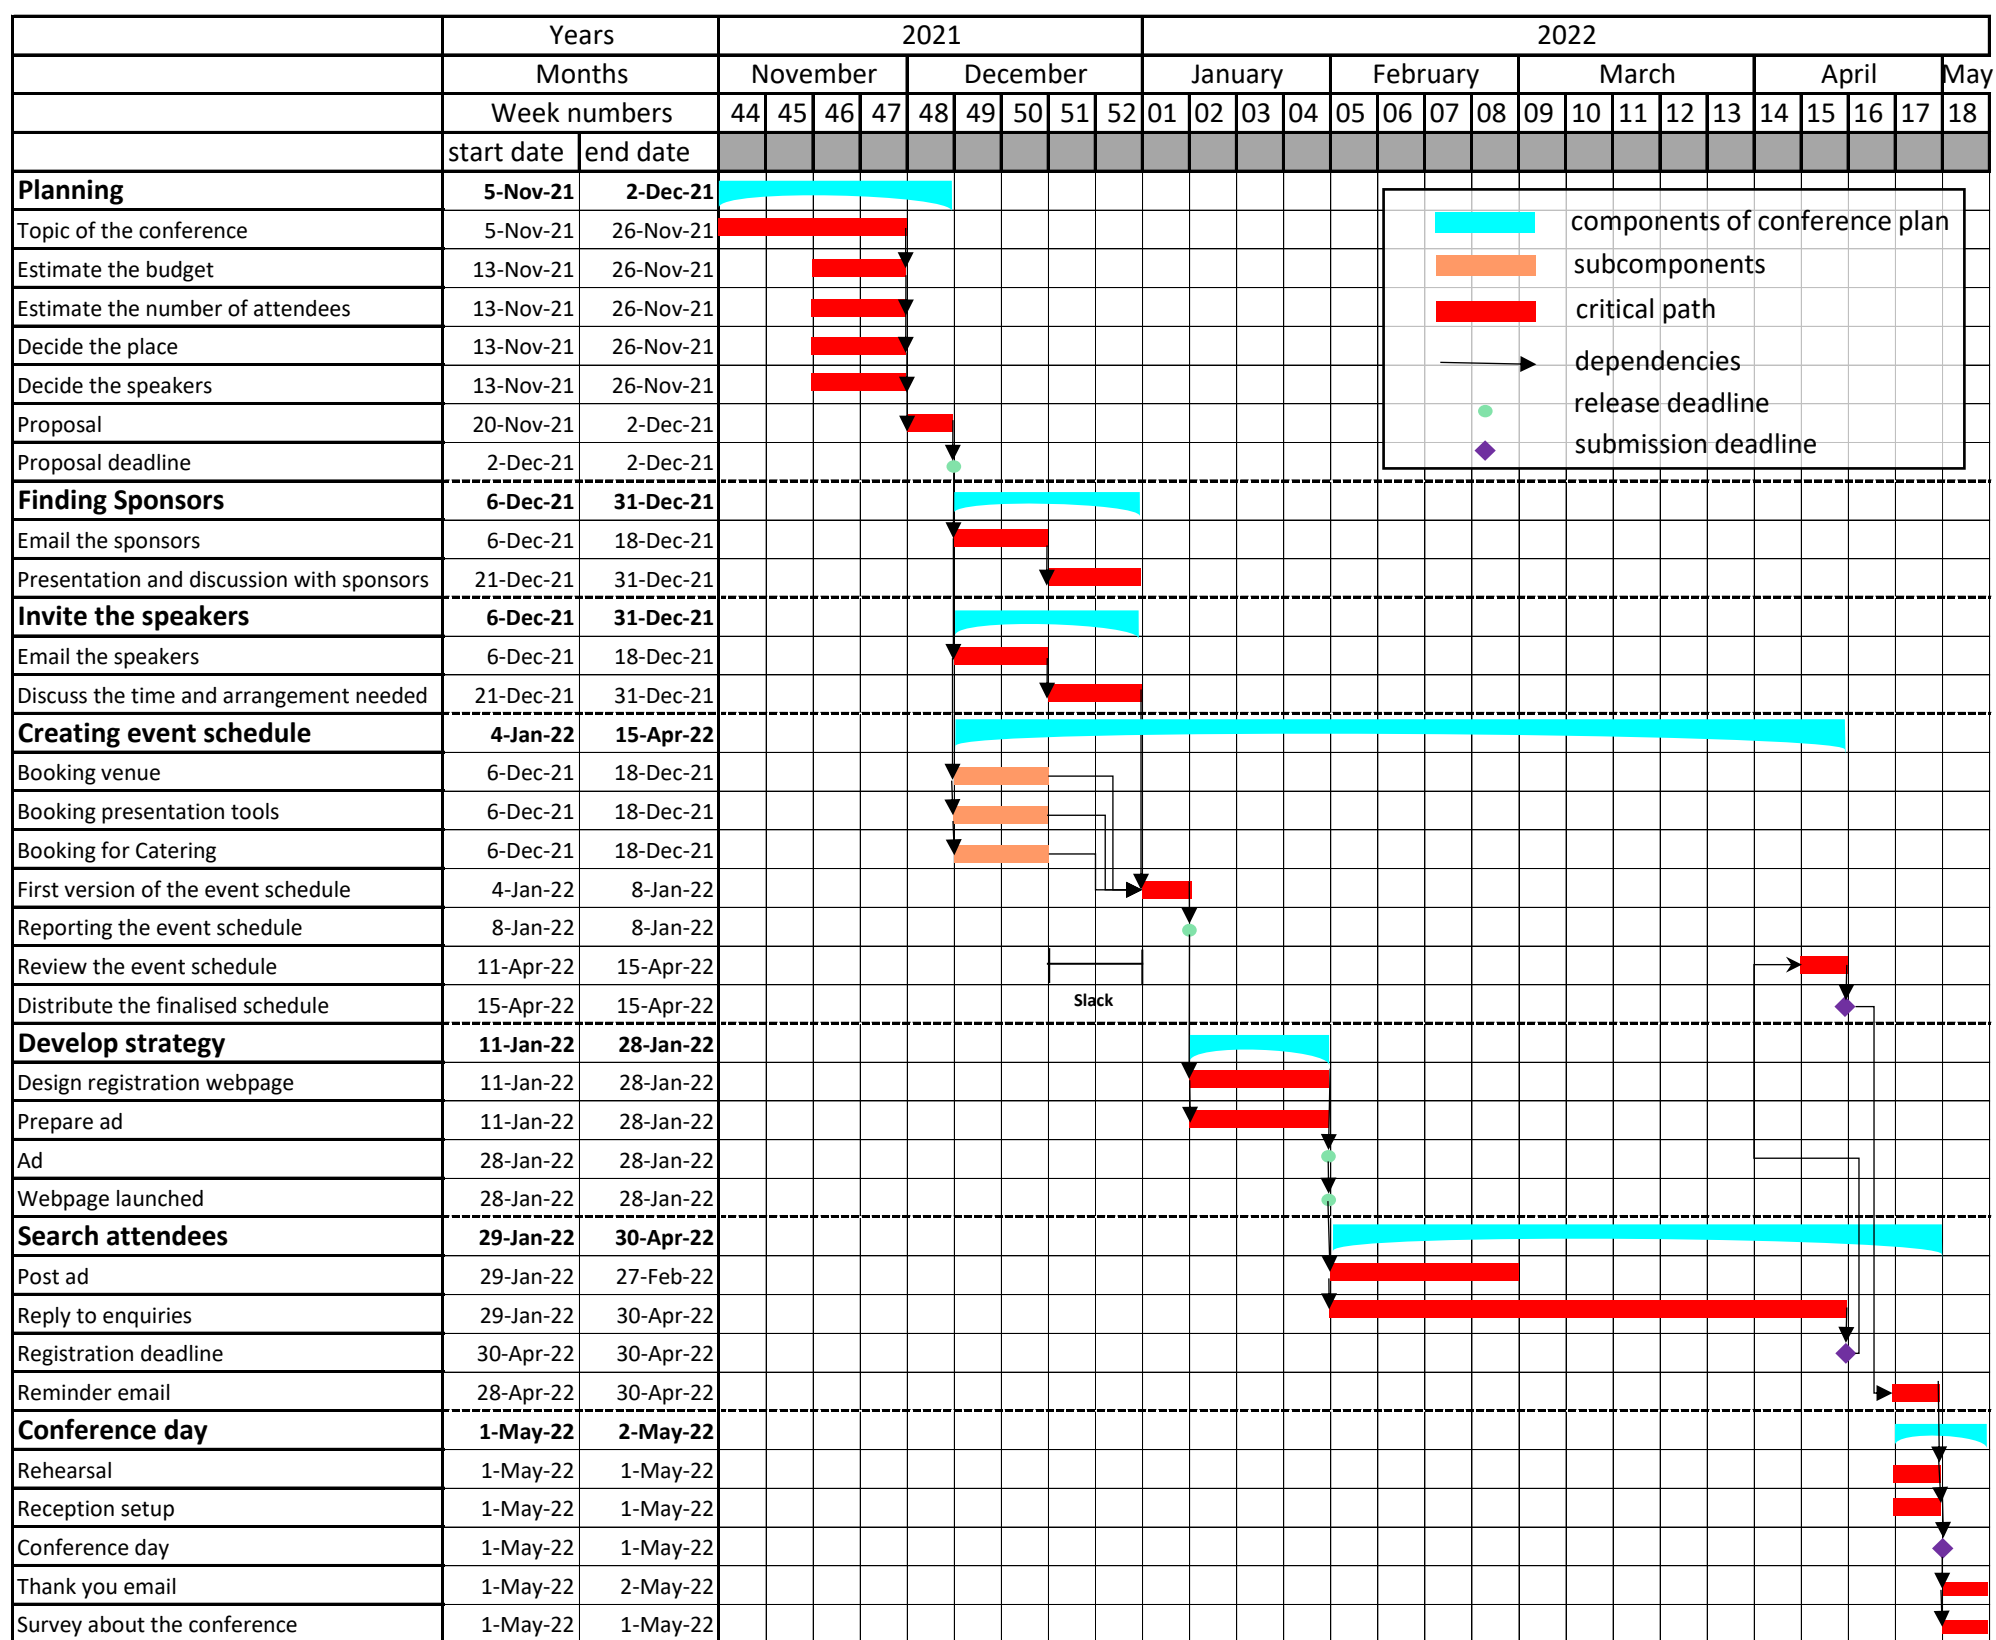 Years 2021 2022
Months November December January February March April May
Week numbers 44 45 46 47 48 49 50 51 52 01 02 03 04 05 06 07 08 09 10 11 12 13 14 15 16 17 18
start date end date
Planning 5-Nov-21 2-Dec-21
Topic of the conference 5-Nov-21 26-Nov-21
Estimate the budget 13-Nov-21 26-Nov-21
Estimate the number of attendees 13-Nov-21 26-Nov-21
Decide the place 13-Nov-21 26-Nov-21
Decide the speakers 13-Nov-21 26-Nov-21
Proposal 20-Nov-21 2-Dec-21
Proposal deadline 2-Dec-21 2-Dec-21
components of conference plan
subcomponents
critical path
dependencies
release deadline
submission deadline
Finding Sponsors 6-Dec-21 31-Dec-21
Email the sponsors 6-Dec-21 18-Dec-21
Presentation and discussion with sponsors 21-Dec-21 31-Dec-21
Invite the speakers 6-Dec-21 31-Dec-21
Email the speakers 6-Dec-21 18-Dec-21
Discuss the time and arrangement needed 21-Dec-21 31-Dec-21
Creating event schedule 4-Jan-22 15-Apr-22
Booking venue 6-Dec-21 18-Dec-21
Booking presentation tools 6-Dec-21 18-Dec-21
Booking for Catering 6-Dec-21 18-Dec-21
First version of the event schedule 4-Jan-22 8-Jan-22
Reporting the event schedule 8-Jan-22 8-Jan-22
Review the event schedule 11-Apr-22 15-Apr-22
Distribute the finalised schedule 15-Apr-22 15-Apr-22 Slack
Develop strategy 11-Jan-22 28-Jan-22
Design registration webpage 11-Jan-22 28-Jan-22
Prepare ad 11-Jan-22 28-Jan-22
Ad 28-Jan-22 28-Jan-22
Webpage launched 28-Jan-22 28-Jan-22
Search attendees 29-Jan-22 30-Apr-22
Post ad 29-Jan-22 27-Feb-22
Reply to enquiries 29-Jan-22 30-Apr-22
Registration deadline 30-Apr-22 30-Apr-22
Reminder email 28-Apr-22 30-Apr-22
Conference day 1-May-22 2-May-22
Rehearsal 1-May-22 1-May-22
Reception setup 1-May-22 1-May-22
Conference day 1-May-22 1-May-22
Thank you email 1-May-22 2-May-22
Survey about the conference 1-May-22 1-May-22